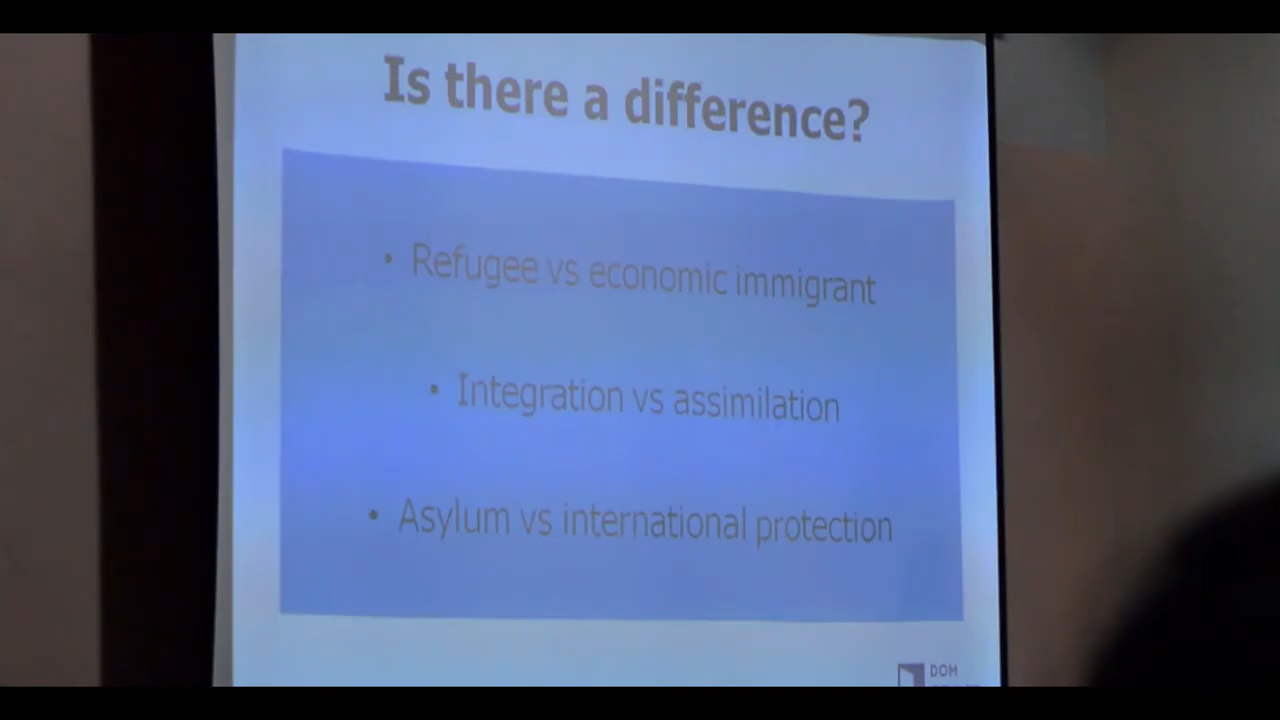 Is there a difference?
• Refugee vs economic immigrant
• Integration vs assimilation
• Asylum vs international protection
DOM